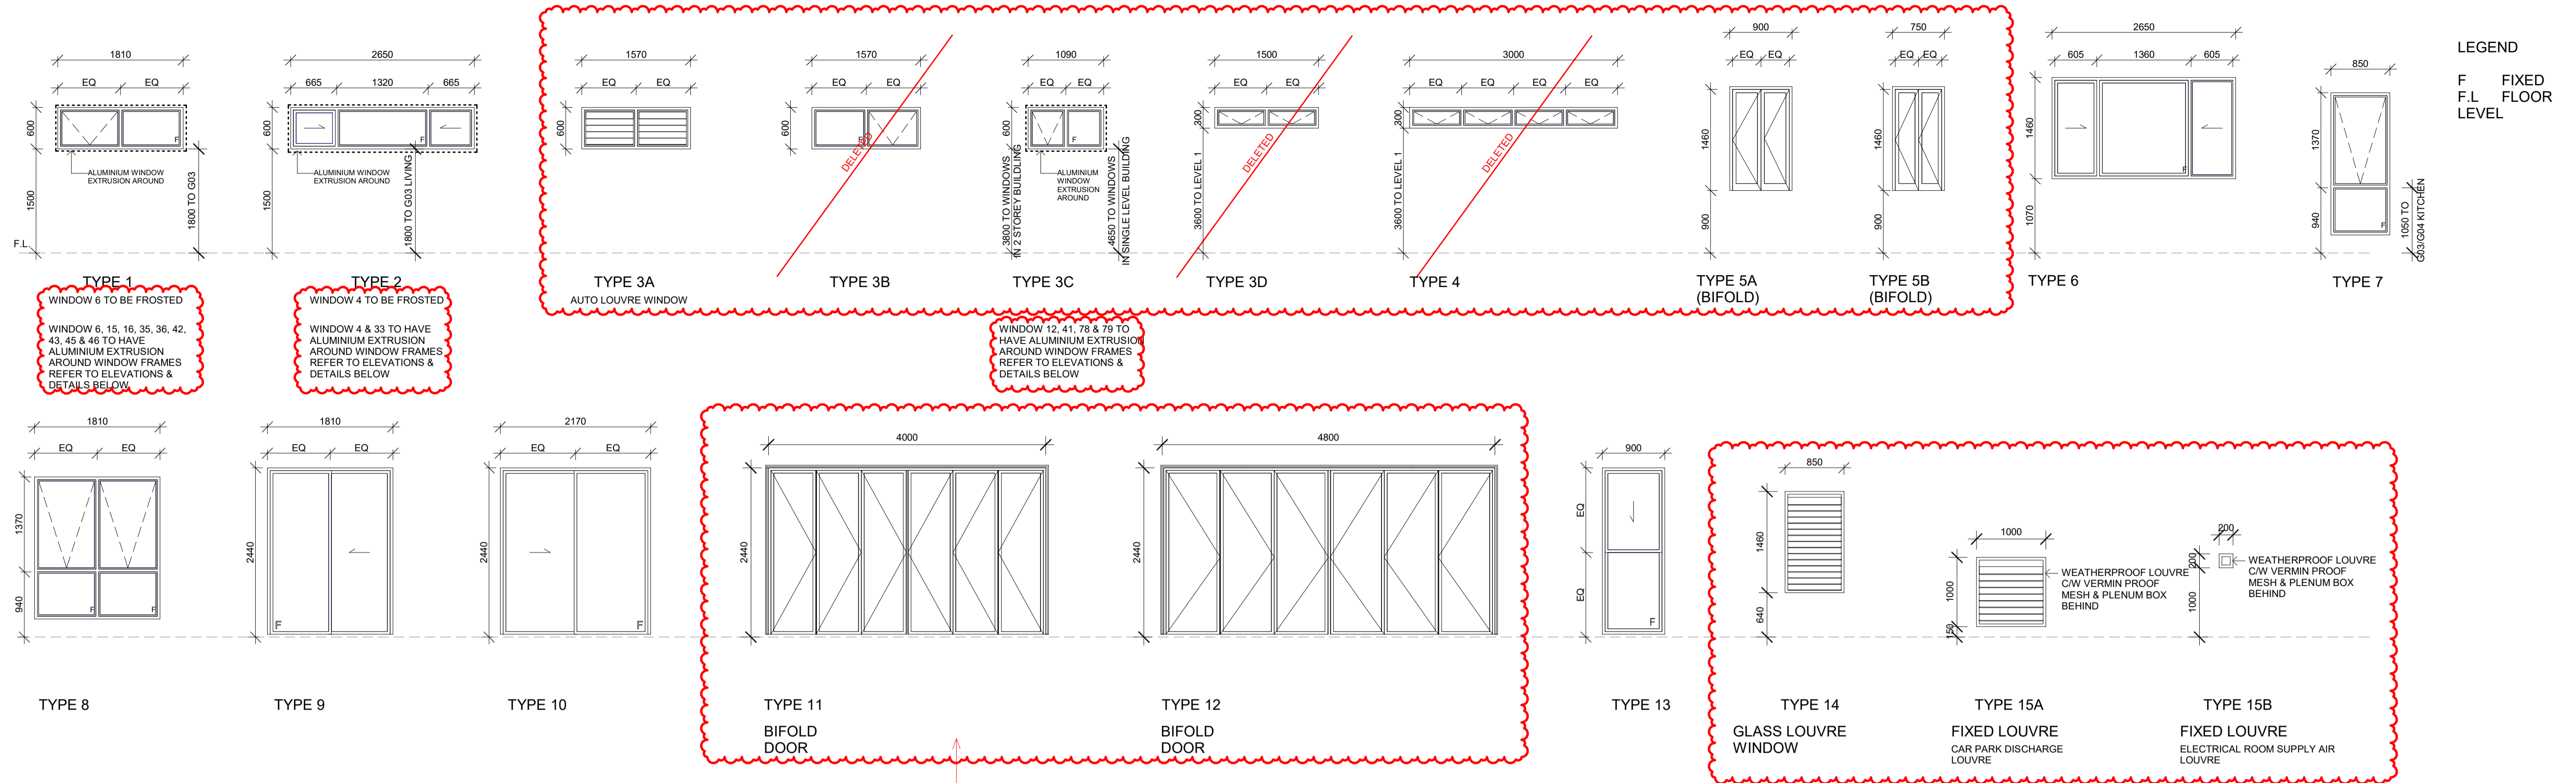 1810
EQ EQ
600
1500
F
ALUMINIUM WINDOW
EXTRUSION AROUND
1800 TO G03
F.L.
TYPE 1
WINDOW 6 TO BE FROSTED
WINDOW 6, 15, 16, 35, 36, 42,
43, 45 & 46 TO HAVE
ALUMINIUM EXTRUSION
AROUND WINDOW FRAMES
REFER TO ELEVATIONS &
DETAILS BELOW
2650
665 1320 665
600
1500
F
ALUMINIUM WINDOW
EXTRUSION AROUND
1800 TO G03 LIVING
TYPE 2
WINDOW 4 TO BE FROSTED
WINDOW 4 & 33 TO HAVE
ALUMINIUM EXTRUSION
AROUND WINDOW FRAMES
REFER TO ELEVATIONS &
DETAILS BELOW
1570
EQ EQ
600
TYPE 3A
AUTO LOUVRE WINDOW
1570
EQ EQ
600
F
DELETED
TYPE 3B
1090
EQ EQ
600
F
3800 TO WINDOWS
IN 2 STOREY BUILDLING
ALUMINIUM
WINDOW
EXTRUSION
AROUND
4650 TO WINDOWS
IN SINGLE LEVEL BUILDING
TYPE 3C
WINDOW 12, 41, 78 & 79 TO
HAVE ALUMINIUM EXTRUSION
AROUND WINDOW FRAMES
REFER TO ELEVATIONS &
DETAILS BELOW
1500
EQ EQ
300
3600 TO LEVEL 1
DELETED
TYPE 3D
3000
EQ EQ EQ EQ
300
3600 TO LEVEL 1
DELETED
TYPE 4
900
EQ EQ
1460
900
TYPE 5A
(BIFOLD)
750
EQ EQ
1460
900
TYPE 5B
(BIFOLD)
2650
605 1360 605
1460
1070
F
TYPE 6
850
1370
940
1050 TO
G03/G04 KITCHEN
TYPE 7
LEGEND
F FIXED
F.L FLOOR
LEVEL
1810
EQ EQ
1370
940
F F
TYPE 8
1810
EQ EQ
2440
F
TYPE 9
2170
EQ EQ
2440
F
TYPE 10
4000
2440
TYPE 11
BIFOLD
DOOR
4800
2440
TYPE 12
BIFOLD
DOOR
900
EQ
EQ
F
TYPE 13
850
1460
640
TYPE 14
GLASS LOUVRE
WINDOW
1000
1000
150
WEATHERPROOF LOUVRE
C/W VERMIN PROOF
MESH & PLENUM BOX
BEHIND
TYPE 15A
FIXED LOUVRE
CAR PARK DISCHARGE
LOUVRE
200
200
1000
WEATHERPROOF LOUVRE
C/W VERMIN PROOF
MESH & PLENUM BOX
BEHIND
TYPE 15B
FIXED LOUVRE
ELECTRICAL ROOM SUPPLY AIR
LOUVRE